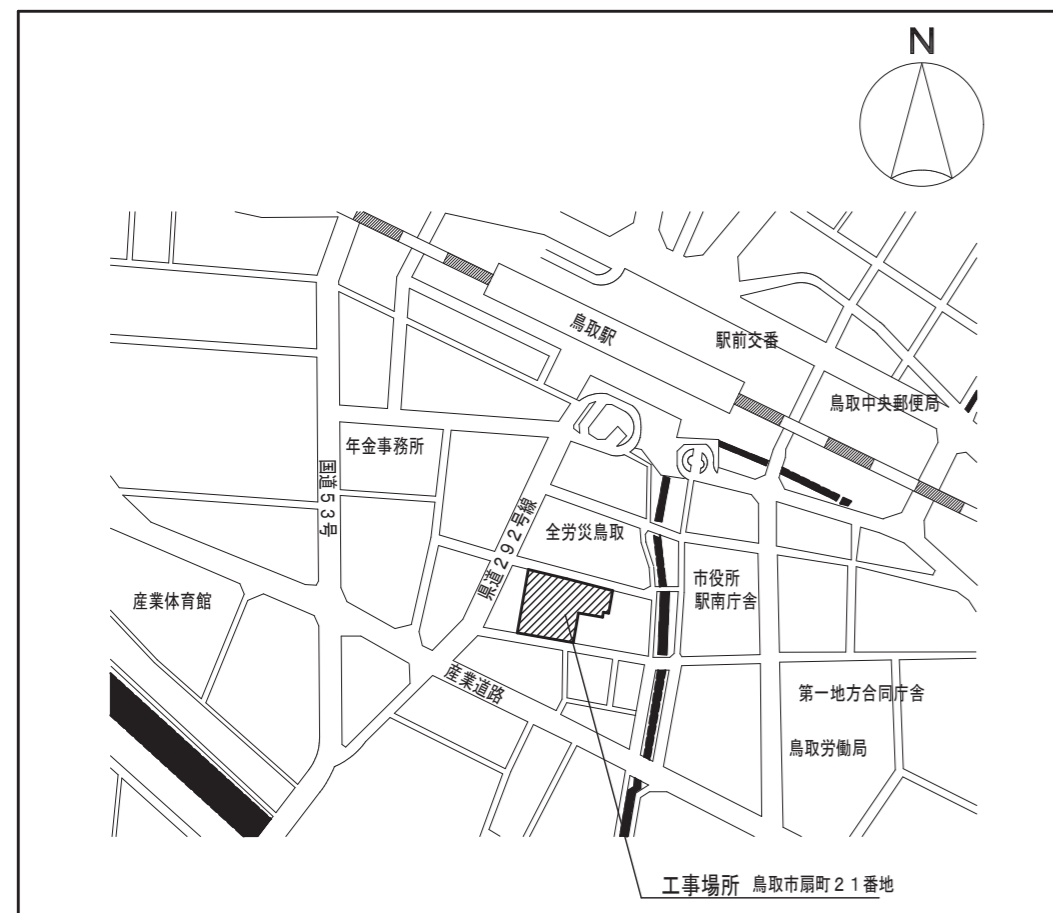 N
鳥取駅
駅前交番
鳥取中央郵便局
年金事務所
国道５３号
県道２９２号線
全労災鳥取
市役所
駅南庁舎
産業体育館
産業道路
第一地方合同庁舎
鳥取労働局
工事場所 鳥取市扇町２１番地